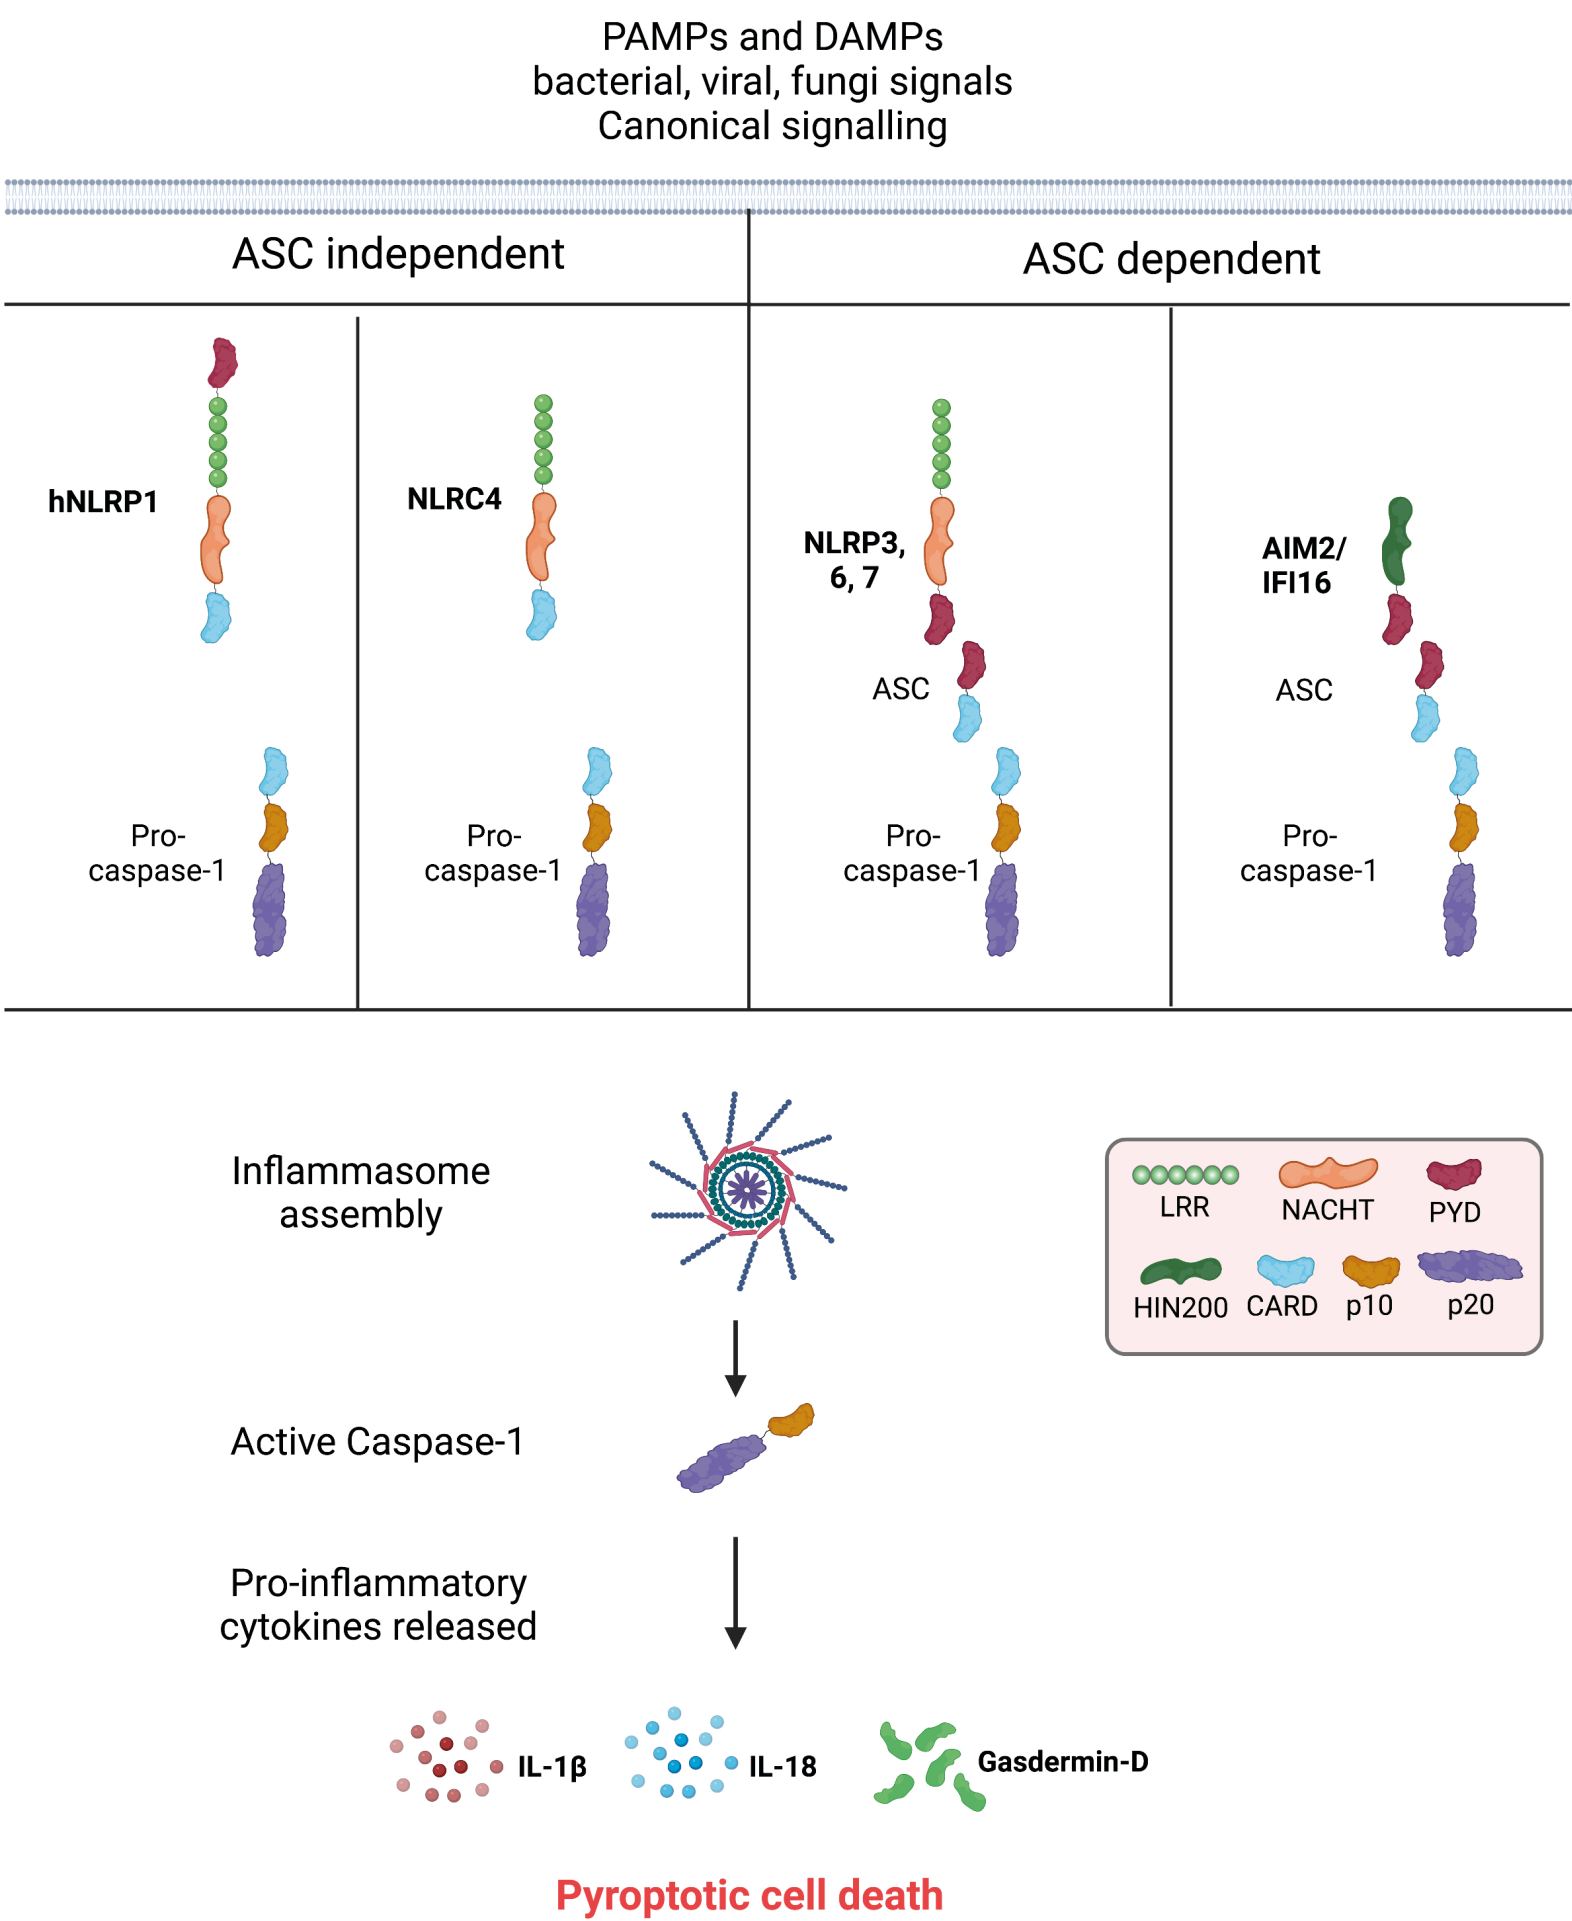 PAMPs and DAMPs
bacterial, viral, fungi signals
Canonical signalling
ASC independent
ASC dependent
hNLRP1
NLRC4
NLRP3,
6, 7
AIM2/
IFI16
ASC
ASC
Pro-
caspase-1
Pro-
caspase-1
Pro-
caspase-1
Pro-
caspase-1
Inflammasome
assembly
LRR
NACHT
PYD
HIN200
CARD
p10
p20
Active Caspase-1
Pro-inflammatory
cytokines released
IL-1β
IL-18
Gasdermin-D
Pyroptotic cell death